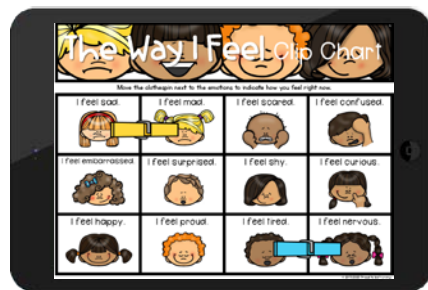 The Way I Feel Clip Chart
Move the clothespin next to the emotions to indicate how you feel right now.
I feel sad. I feel mad. I feel scared. I feel confused.
I feel embarrassed. I feel surprised. I feel shy. I feel curious.
I feel happy. I feel proud. I feel tired. I feel nervous.